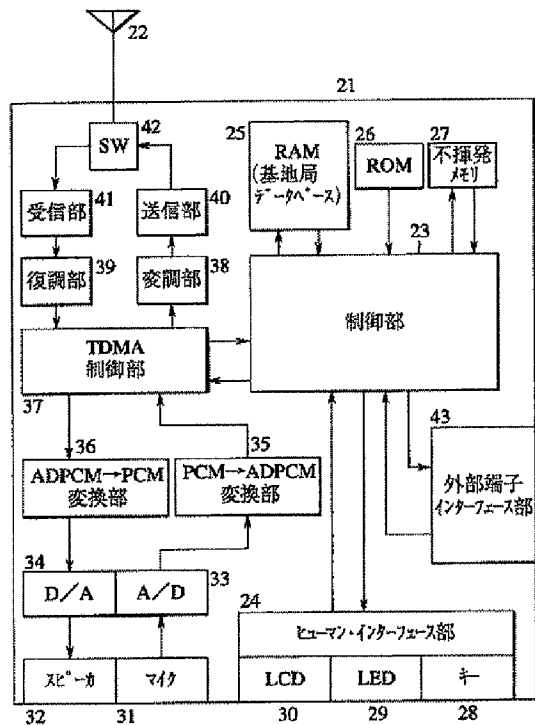 22
21
42
SW
25
RAM
(基地局
データベース)
26
ROM
27
不揮発
メモリ
受信部
41
送信部
40
23
復調部
39
変調部
38
制御部
TDMA
制御部
37
43
36
ADPCM→PCM
変換部
35
PCM→ADPCM
変換部
外部端子
インターフェース部
34
D／A
A／D
33
24
ヒューマン・インターフェース部
スピーカ
マイク
LCD
LED
キー
32
31
30
29
28